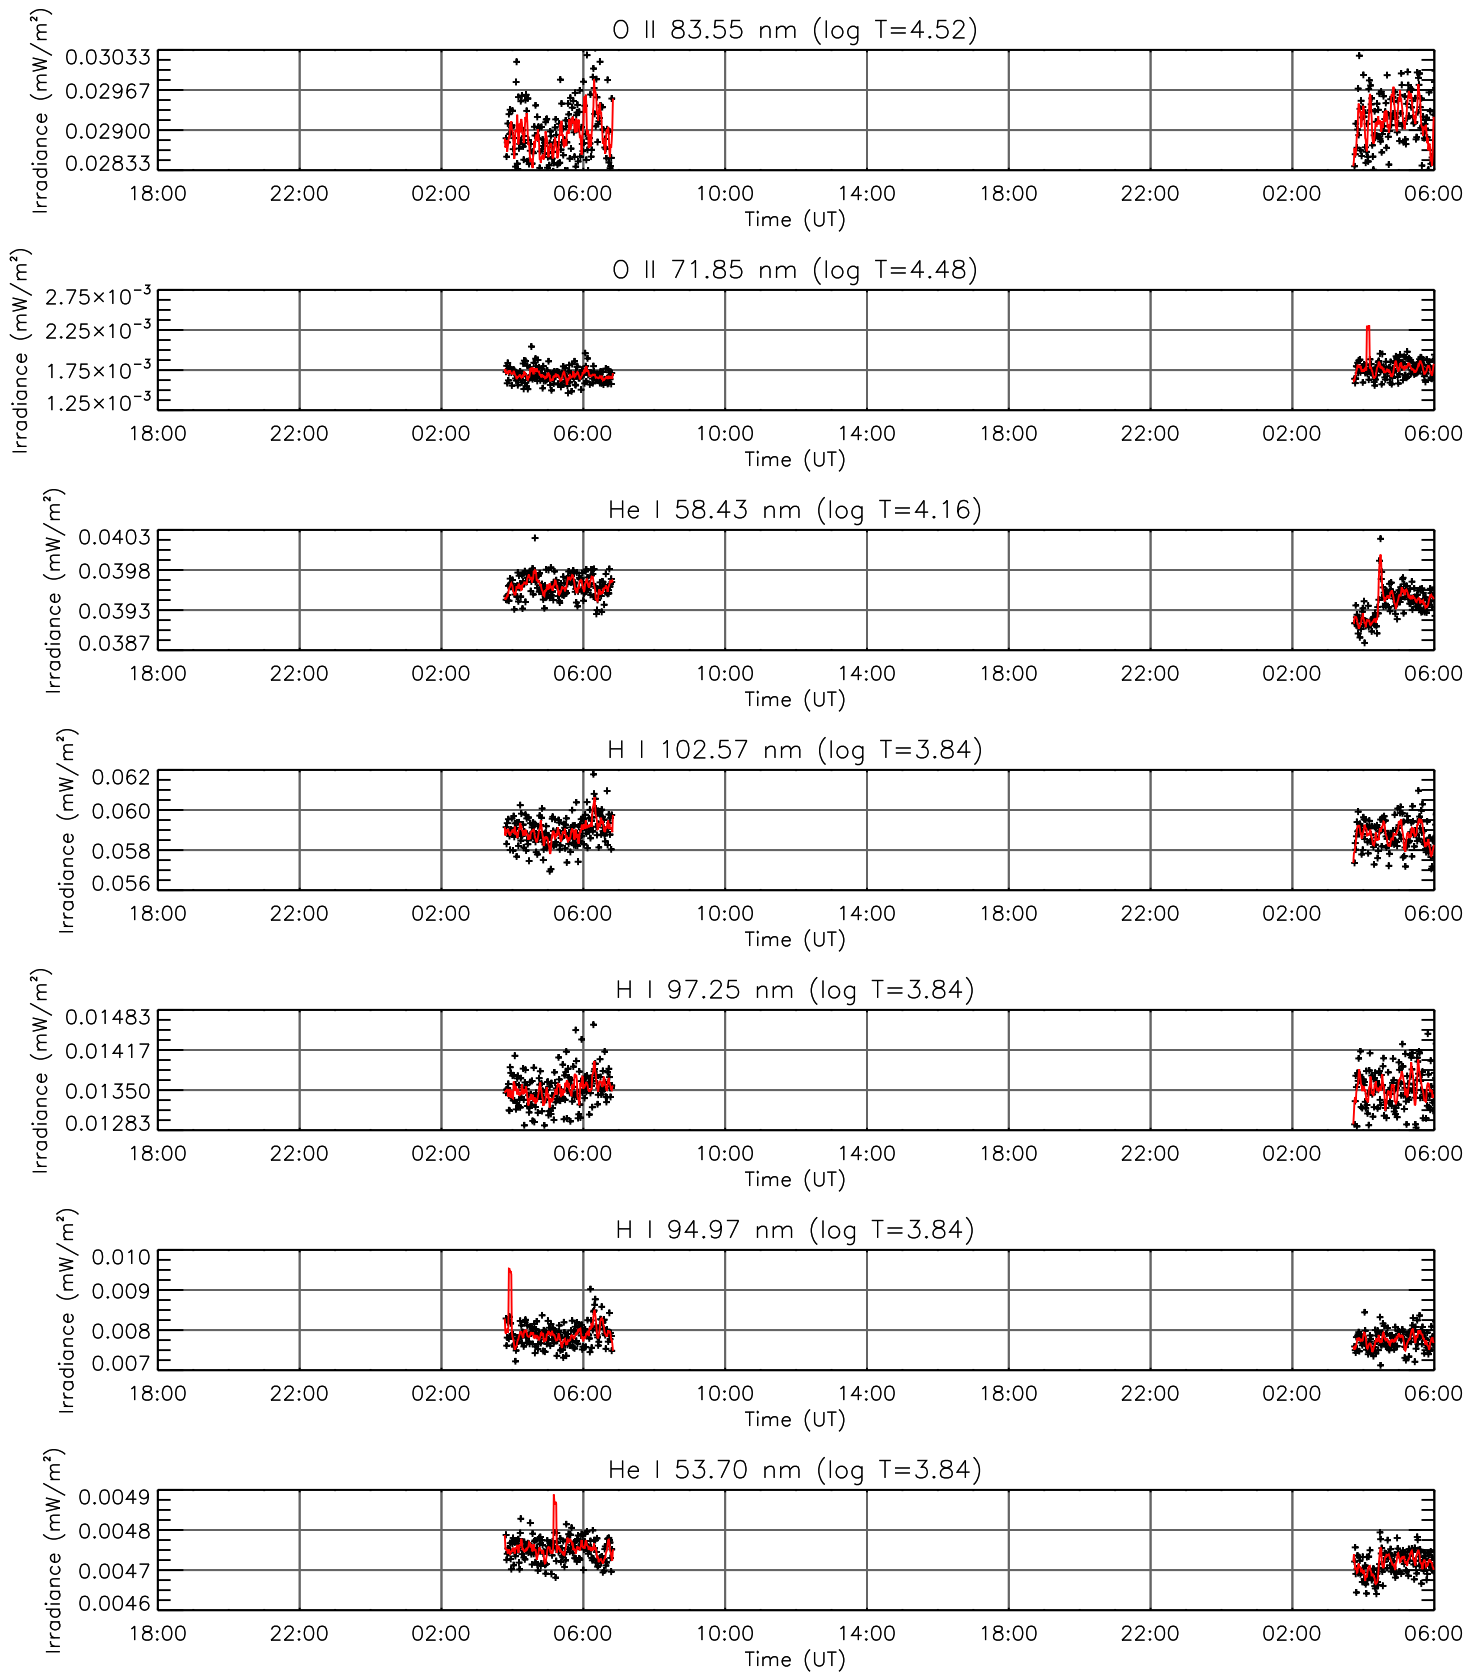 O II 83.55 nm (log T=4.52)
Irradiance (mW/m²)
0.03033
0.02967
0.02900
0.02833
18:00 22:00 02:00 06:00 10:00 14:00 18:00 22:00 02:00 06:00
Time (UT)
O II 71.85 nm (log T=4.48)
Irradiance (mW/m²)
2.75×10⁻³
2.25×10⁻³
1.75×10⁻³
1.25×10⁻³
18:00 22:00 02:00 06:00 10:00 14:00 18:00 22:00 02:00 06:00
Time (UT)
He I 58.43 nm (log T=4.16)
Irradiance (mW/m²)
0.0403
0.0398
0.0393
0.0387
18:00 22:00 02:00 06:00 10:00 14:00 18:00 22:00 02:00 06:00
Time (UT)
H I 102.57 nm (log T=3.84)
Irradiance (mW/m²)
0.062
0.060
0.058
0.056
18:00 22:00 02:00 06:00 10:00 14:00 18:00 22:00 02:00 06:00
Time (UT)
H I 97.25 nm (log T=3.84)
Irradiance (mW/m²)
0.01483
0.01417
0.01350
0.01283
18:00 22:00 02:00 06:00 10:00 14:00 18:00 22:00 02:00 06:00
Time (UT)
H I 94.97 nm (log T=3.84)
Irradiance (mW/m²)
0.010
0.009
0.008
0.007
18:00 22:00 02:00 06:00 10:00 14:00 18:00 22:00 02:00 06:00
Time (UT)
He I 53.70 nm (log T=3.84)
Irradiance (mW/m²)
0.0049
0.0048
0.0047
0.0046
18:00 22:00 02:00 06:00 10:00 14:00 18:00 22:00 02:00 06:00
Time (UT)